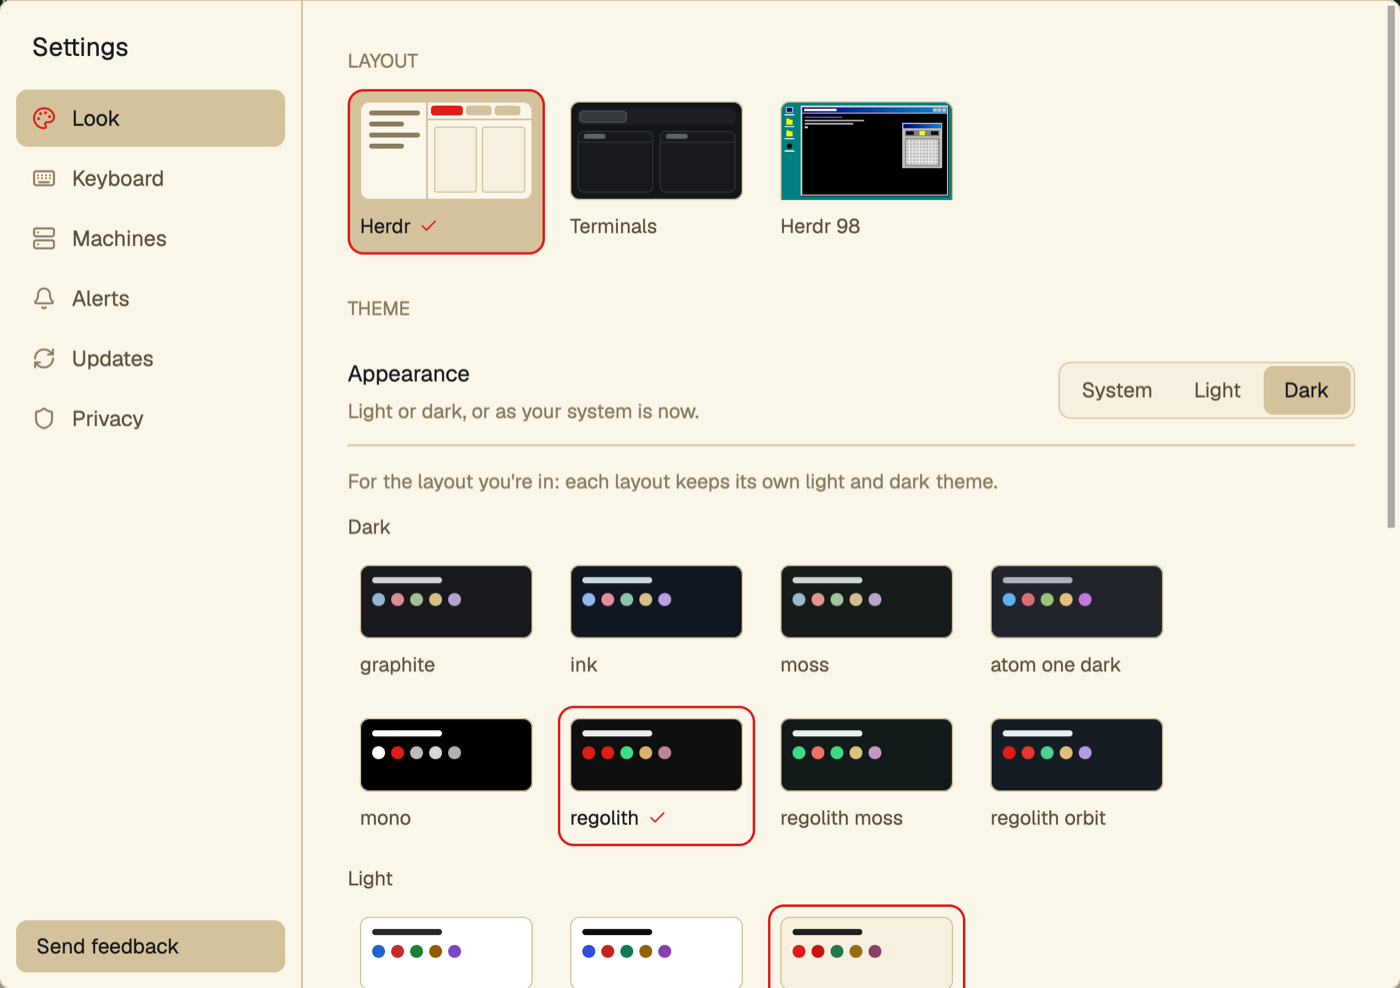 Settings
Look
Keyboard
Machines
Alerts
Updates
Privacy
Send feedback
LAYOUT
Herdr
Terminals
Herdr 98
THEME
Appearance
Light or dark, or as your system is now.
System
Light
Dark
For the layout you're in: each layout keeps its own light and dark theme.
Dark
graphite
ink
moss
atom one dark
mono
regolith
regolith moss
regolith orbit
Light